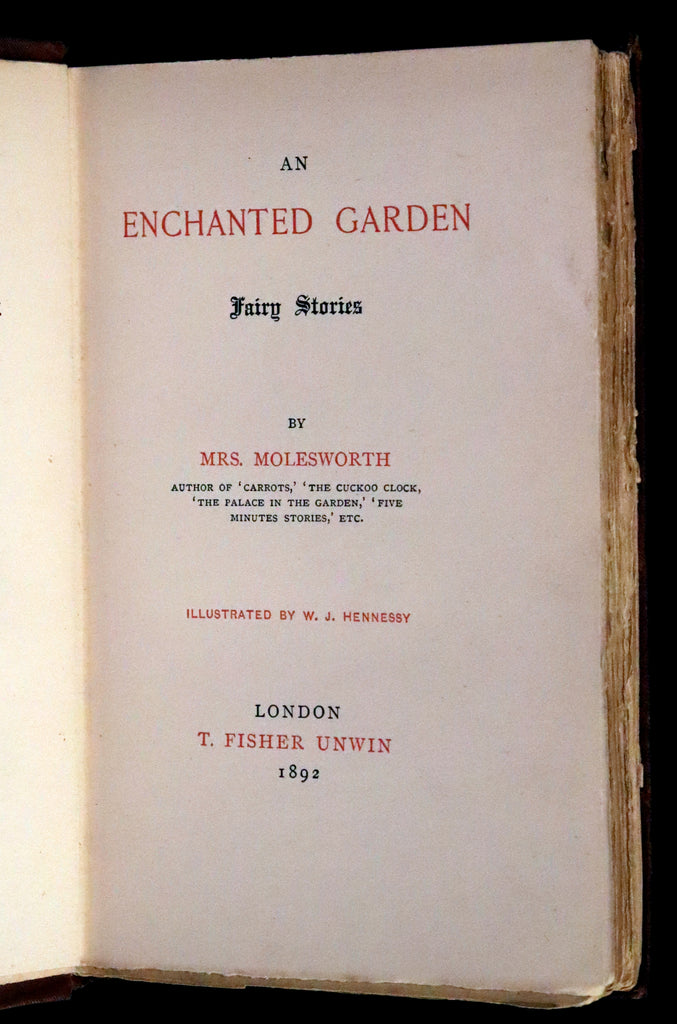 AN
ENCHANTED GARDEN
Fairy Stories
BY
MRS. MOLESWORTH
AUTHOR OF ‘CARROTS,’ ‘THE CUCKOO CLOCK,
‘THE PALACE IN THE GARDEN,’ ‘FIVE
MINUTES STORIES,’ ETC.
ILLUSTRATED BY W. J. HENNESSY
LONDON
T. FISHER UNWIN
1892